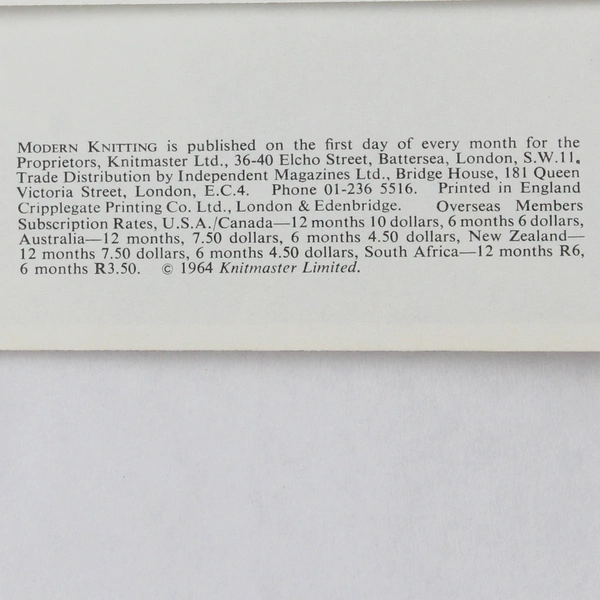 MODERN KNITTING is published on the first day of every month for the
Proprietors, Knitmaster Ltd., 36-40 Elcho Street, Battersea, London, S.W.11.
Trade Distribution by Independent Magazines Ltd., Bridge House, 181 Queen
Victoria Street, London, E.C.4. Phone 01-236 5516. Printed in England
Cripplegate Printing Co. Ltd., London & Edenbridge. Overseas Members
Subscription Rates, U.S.A./Canada—12 months 10 dollars, 6 months 6 dollars,
Australia—12 months, 7.50 dollars, 6 months 4.50 dollars, New Zealand—
12 months 7.50 dollars, 6 months 4.50 dollars, South Africa—12 months R6,
6 months R3.50. © 1964 Knitmaster Limited.